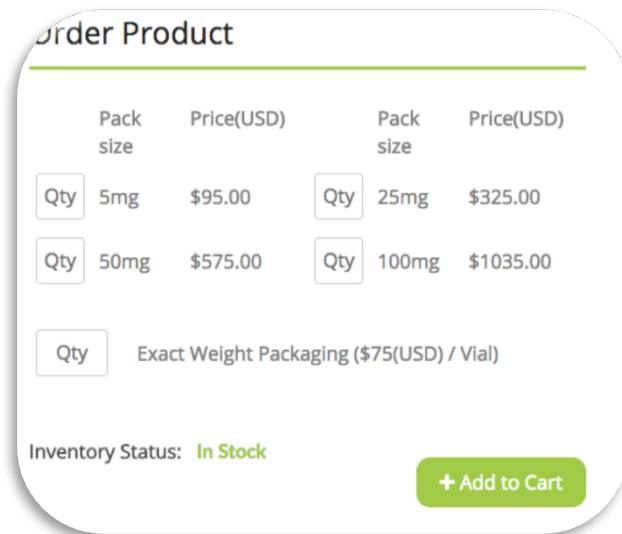 Order Product
Pack size Price(USD) Pack size Price(USD)
Qty 5mg $95.00 Qty 25mg $325.00
Qty 50mg $575.00 Qty 100mg $1035.00
Qty Exact Weight Packaging ($75(USD) / Vial)
Inventory Status: In Stock
+ Add to Cart